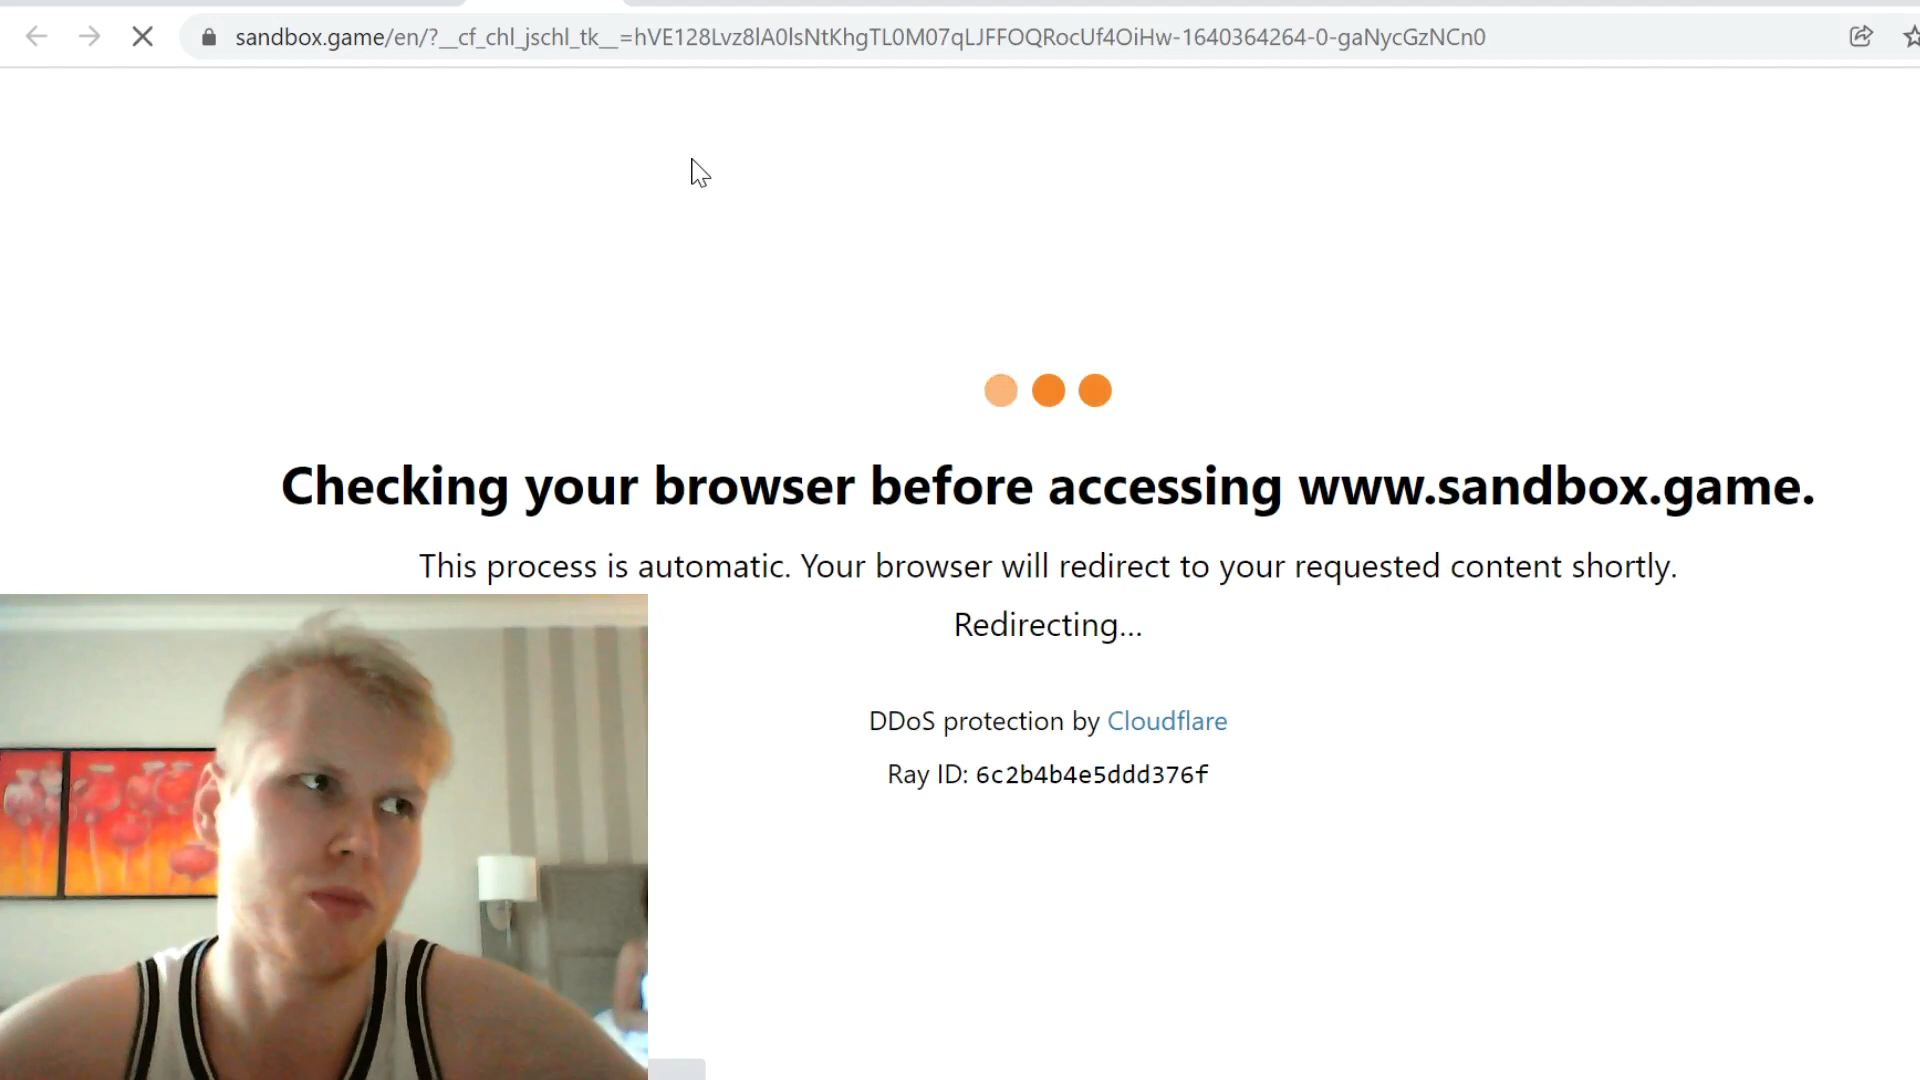 sandbox.game/en/?__cf_chl_jschl_tk__=hVE128Lvz8lA0lsNtKhgTL0M07qLJFFOQRocUf4OiHw-1640364264-0-gaNycGzNCn0
Checking your browser before accessing www.sandbox.game.
This process is automatic. Your browser will redirect to your requested content shortly.
Redirecting...
DDoS protection by Cloudflare
Ray ID: 6c2b4b4e5ddd376f